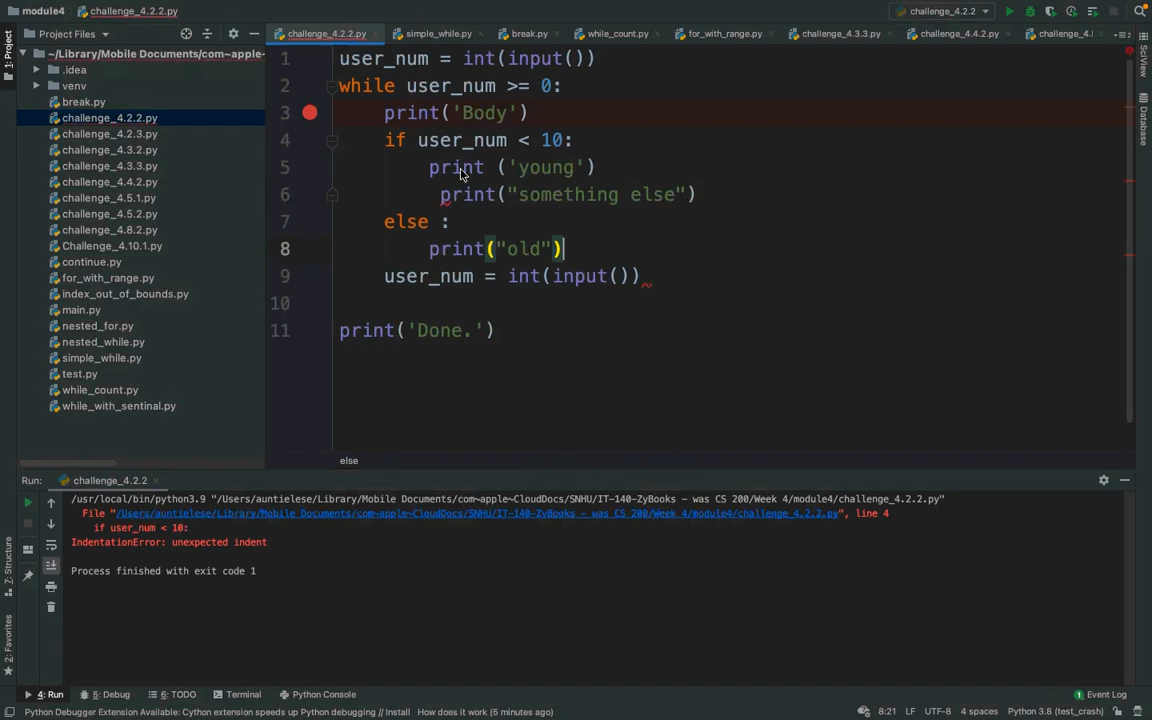 module4 challenge_4.2.2.py challenge_4.2.2
Project Files challenge_4.2.2.py simple_while.py break.py while_count.py for_with_range.py challenge_4.3.3.py challenge_4.4.2.py challenge_4.
1: Project
SciView
Database
~/Library/Mobile Documents/com~apple-
.idea
venv
break.py
challenge_4.2.2.py
challenge_4.2.3.py
challenge_4.3.2.py
challenge_4.3.3.py
challenge_4.4.2.py
challenge_4.5.1.py
challenge_4.5.2.py
challenge_4.8.2.py
Challenge_4.10.1.py
continue.py
for_with_range.py
index_out_of_bounds.py
main.py
nested_for.py
nested_while.py
simple_while.py
test.py
while_count.py
while_with_sentinal.py
1 user_num = int(input())
2 while user_num >= 0:
3 print('Body')
4 if user_num < 10:
5 print ('young')
6 print("something else")
7 else :
8 print("old")
9 user_num = int(input())
10
11 print('Done.')
else
Run: challenge_4.2.2
/usr/local/bin/python3.9 "/Users/auntielese/Library/Mobile Documents/com~apple~CloudDocs/SNHU/IT-140-ZyBooks - was CS 200/Week 4/module4/challenge_4.2.2.py"
File "/Users/auntielese/Library/Mobile Documents/com~apple~CloudDocs/SNHU/IT-140-ZyBooks - was CS 200/Week 4/module4/challenge_4.2.2.py", line 4
if user_num < 10:
IndentationError: unexpected indent
Process finished with exit code 1
7: Structure
2: Favorites
4: Run 5: Debug 6: TODO Terminal Python Console 1 Event Log
Python Debugger Extension Available: Cython extension speeds up Python debugging // Install How does it work (5 minutes ago) 8:21 LF UTF-8 4 spaces Python 3.8 (test_crash)